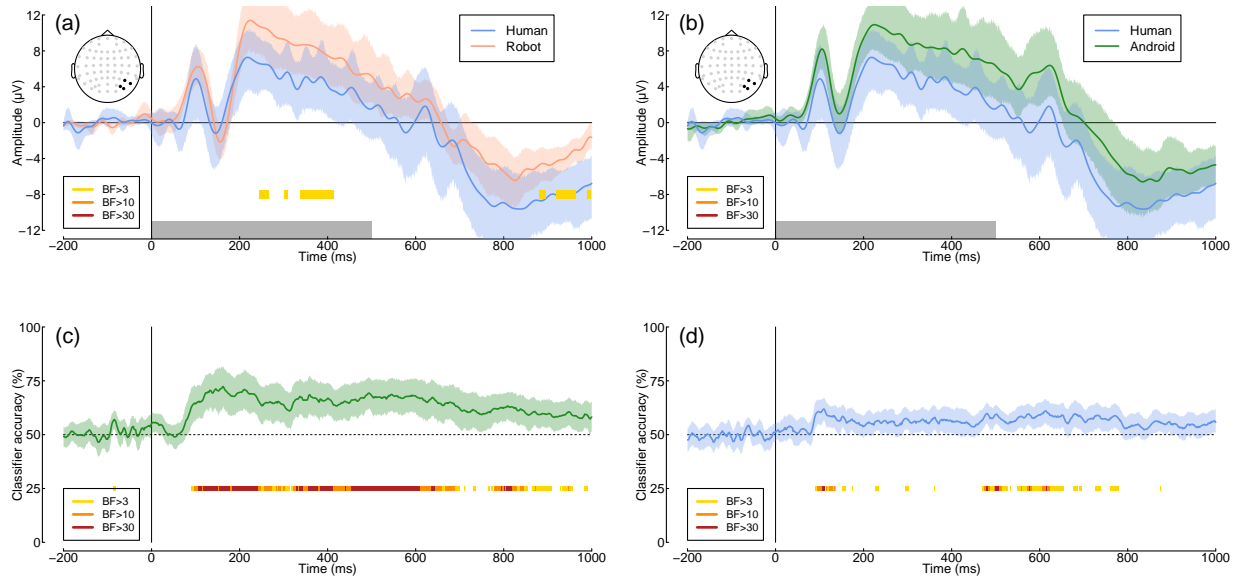 (a)
Human
Robot
Amplitude (µV)
12
8
4
0
−4
−8
−12
BF>3
BF>10
BF>30
−200 0 200 400 600 800 1000
Time (ms)
(b)
Human
Android
Amplitude (µV)
12
8
4
0
−4
−8
−12
BF>3
BF>10
BF>30
−200 0 200 400 600 800 1000
Time (ms)
(c)
Classifier accuracy (%)
100
75
50
25
0
BF>3
BF>10
BF>30
−200 0 200 400 600 800 1000
Time (ms)
(d)
Classifier accuracy (%)
100
75
50
25
0
BF>3
BF>10
BF>30
−200 0 200 400 600 800 1000
Time (ms)